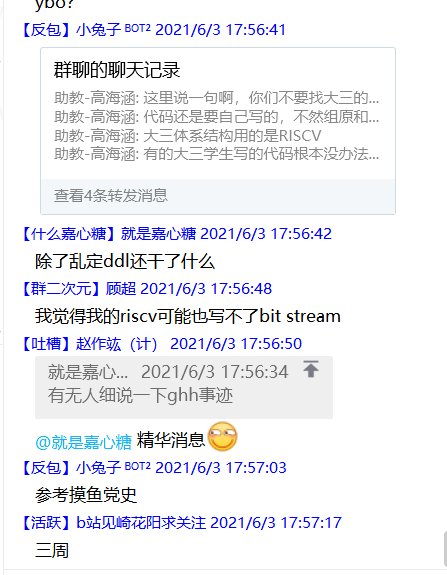 ybo?
【反包】小兔子 BOT2 2021/6/3 17:56:41
群聊的聊天记录
助教-高海涵: 这里说一句啊，你们不要找大三的...
助教-高海涵: 代码还是要自己写的，不然组原和...
助教-高海涵: 大三体系结构用的是RISCV
助教-高海涵: 有的大三学生写的代码根本没办法...
查看4条转发消息
【什么嘉心糖】就是嘉心糖 2021/6/3 17:56:42
除了乱定ddl还干了什么
【群二次元】顾超 2021/6/3 17:56:48
我觉得我的riscv可能也写不了bit stream
【吐槽】赵作竑（计） 2021/6/3 17:56:50
就是嘉心... 2021/6/3 17:56:34
有无人细说一下ghh事迹
@就是嘉心糖 精华消息
【反包】小兔子 BOT2 2021/6/3 17:57:03
参考摸鱼党史
【活跃】b站见崎花阳求关注 2021/6/3 17:57:17
三周